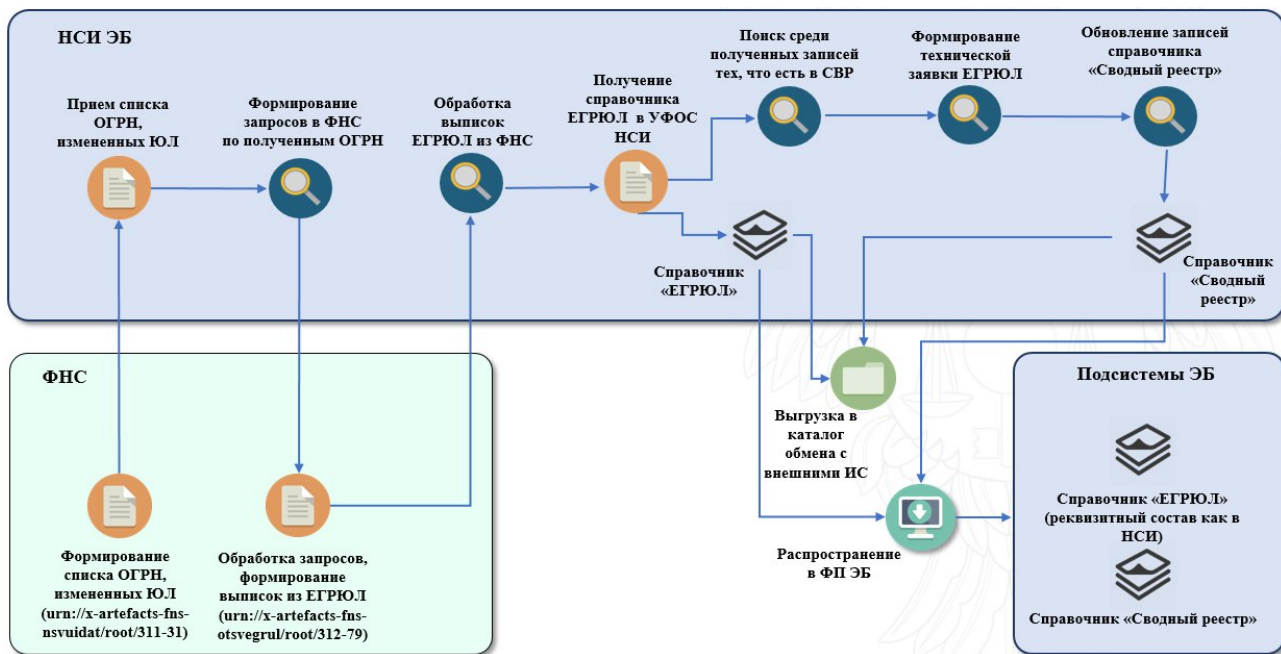 НСИ ЭБ
Прием списка
ОГРН,
измененных ЮЛ
Формирование
запросов в ФНС
по полученным ОГРН
Обработка
выписок
ЕГРЮЛ из ФНС
Получение
справочника
ЕГРЮЛ в УФОС
НСИ
Поиск среди
полученных записей
тех, что есть в СВР
Формирование
технической
заявки ЕГРЮЛ
Обновление записей
справочника
«Сводный реестр»
Справочник
«ЕГРЮЛ»
Справочник
«Сводный
реестр»
ФНС
Формирование
списка ОГРН,
измененных ЮЛ
(urn://x-artefacts-fns-
nsvuidat/root/311-31)
Обработка запросов,
формирование
выписок из ЕГРЮЛ
(urn://x-artefacts-fns-
otsvegrul/root/312-79)
Выгрузка в
каталог
обмена с
внешними ИС
Распространение
в ФП ЭБ
Подсистемы ЭБ
Справочник «ЕГРЮЛ»
(реквизитный состав как в
НСИ)
Справочник «Сводный реестр»